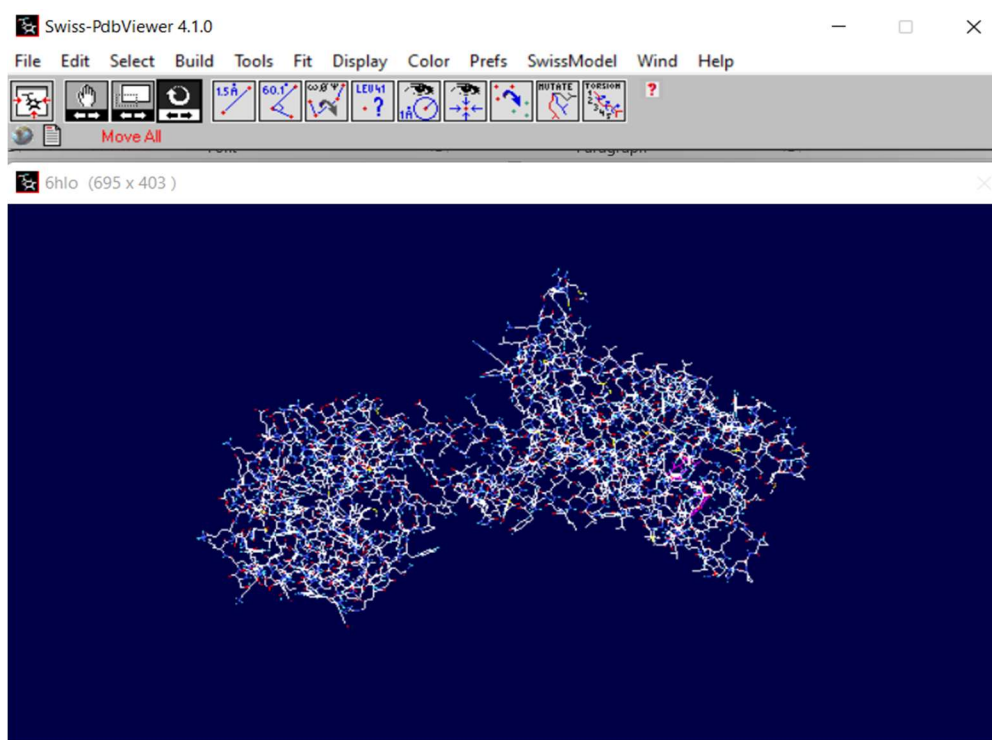 Swiss-PdbViewer 4.1.0
File Edit Select Build Tools Fit Display Color Prefs SwissModel Wind Help
1.5Å 60.1° ω,Φ Ψ LEU41 ? 1Å MUTATE TORSION ?
Move All
6hlo (695 x 403 )